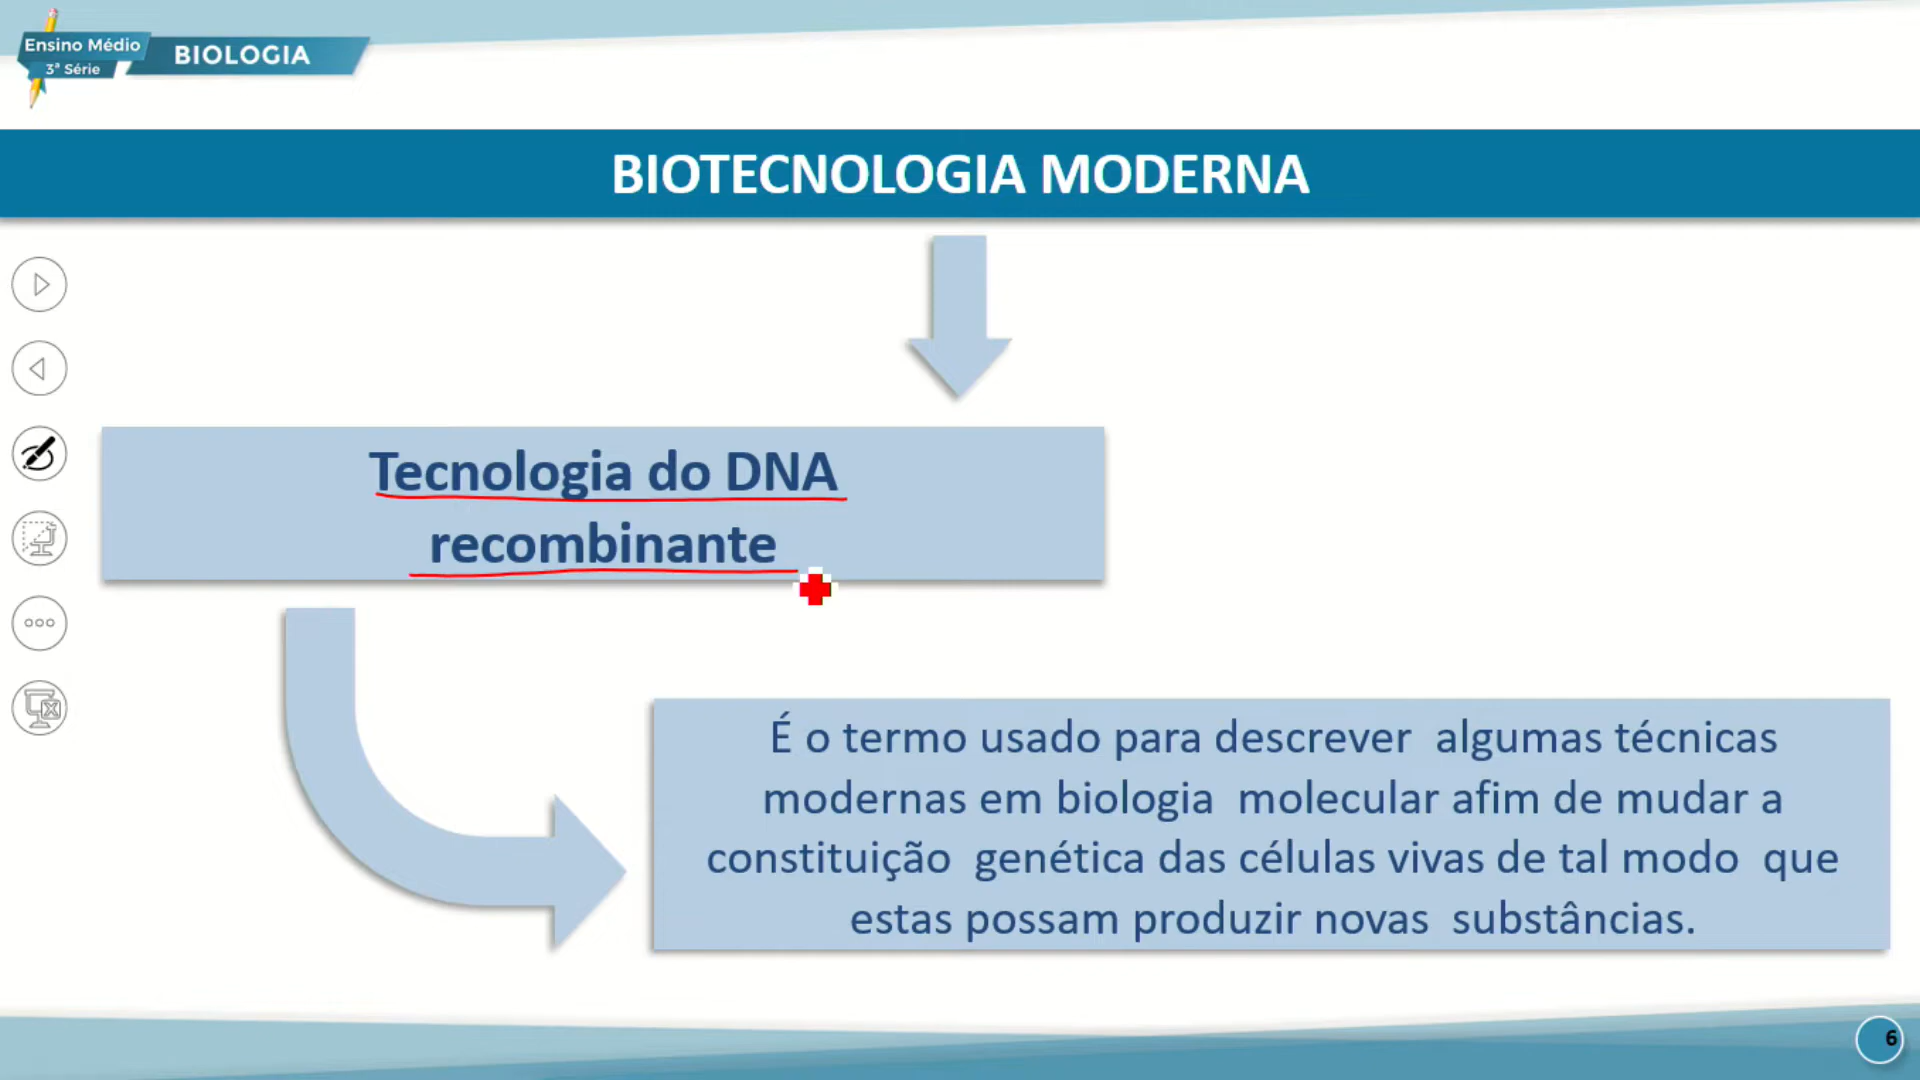 Ensino Médio
3ª Série
BIOLOGIA
BIOTECNOLOGIA MODERNA
Tecnologia do DNA
recombinante
É o termo usado para descrever algumas técnicas
modernas em biologia molecular afim de mudar a
constituição genética das células vivas de tal modo que
estas possam produzir novas substâncias.
6